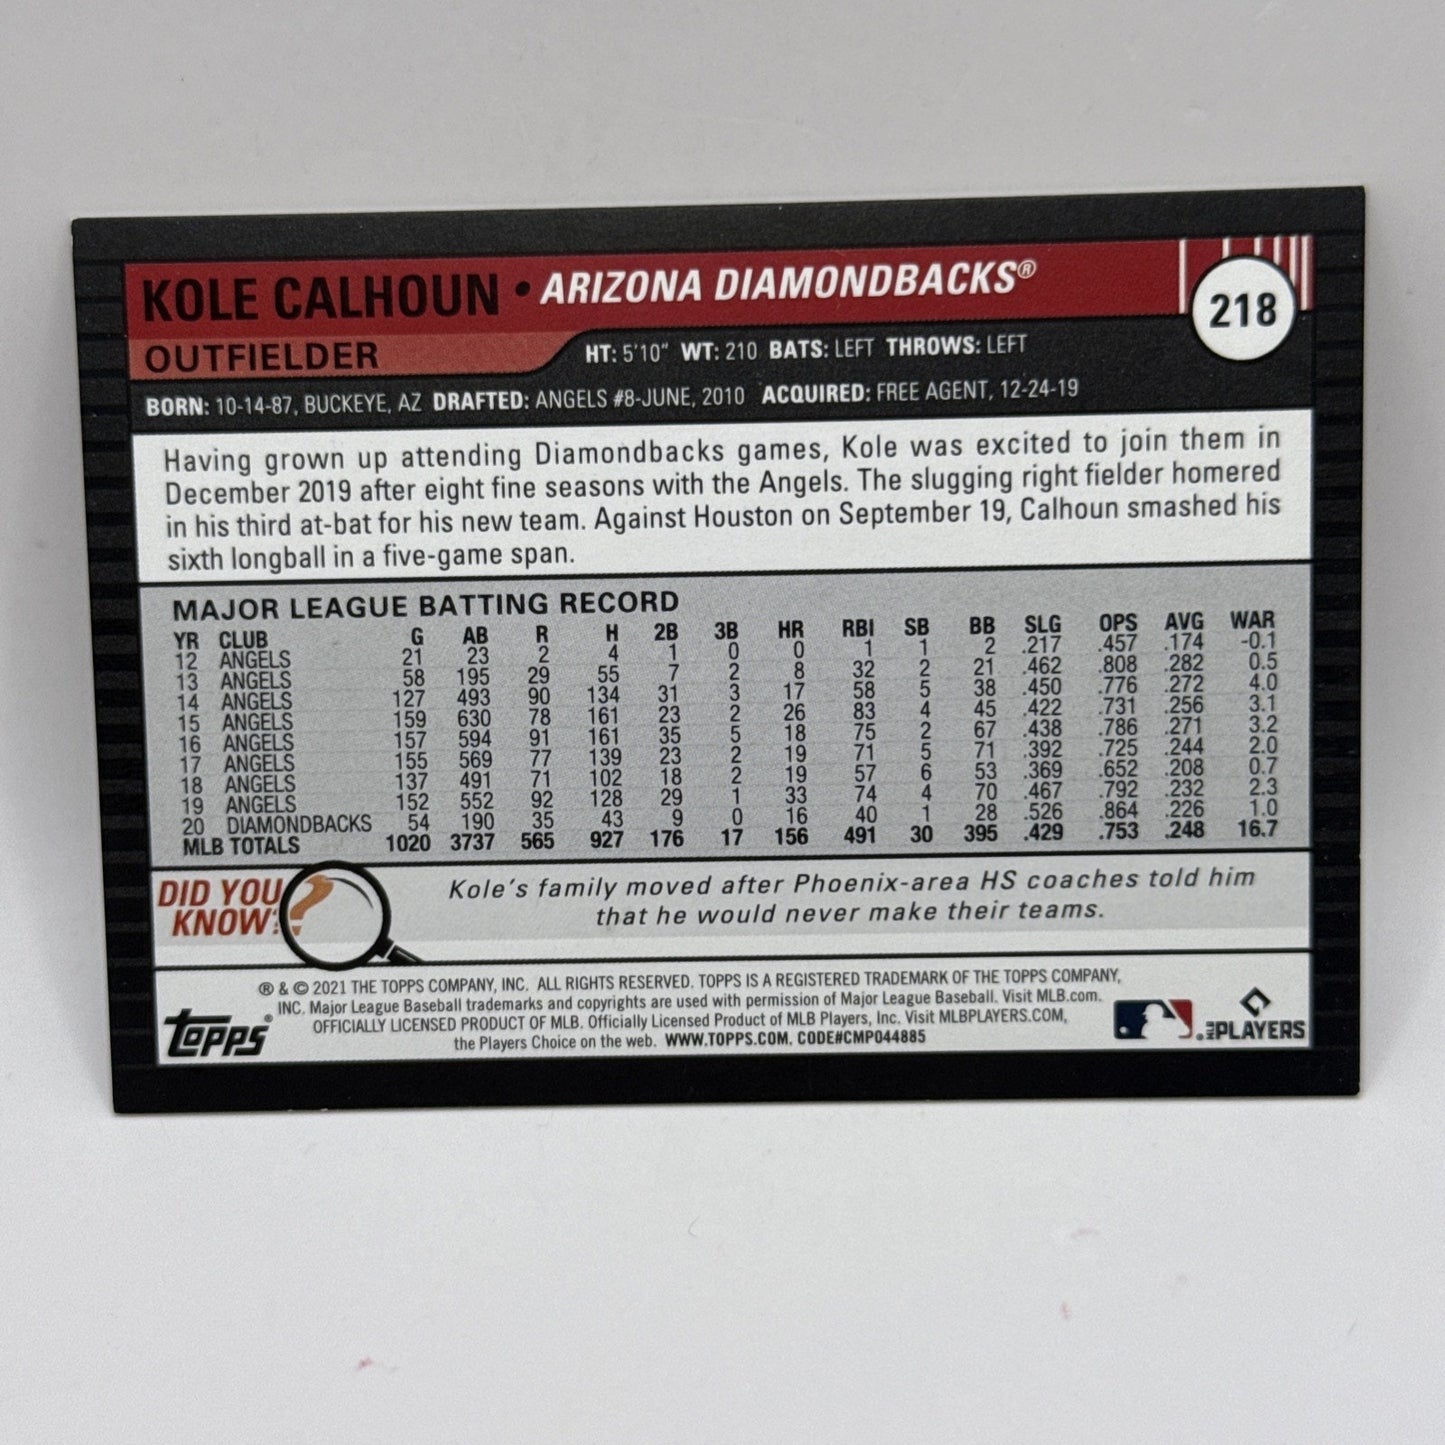 KOLE CALHOUN • ARIZONA DIAMONDBACKS®
218
OUTFIELDER
HT: 5'10" WT: 210 BATS: LEFT THROWS: LEFT
BORN: 10-14-87, BUCKEYE, AZ DRAFTED: ANGELS #8-JUNE, 2010 ACQUIRED: FREE AGENT, 12-24-19
Having grown up attending Diamondbacks games, Kole was excited to join them in
December 2019 after eight fine seasons with the Angels. The slugging right fielder homered
in his third at-bat for his new team. Against Houston on September 19, Calhoun smashed his
sixth longball in a five-game span.
MAJOR LEAGUE BATTING RECORD
YR CLUB G AB R H 2B 3B HR RBI SB BB SLG OPS AVG WAR
12 ANGELS 21 23 2 4 1 0 0 1 1 2 .217 .457 .174 -0.1
13 ANGELS 58 195 29 55 7 2 8 32 2 21 .462 .808 .282 0.5
14 ANGELS 127 493 90 134 31 3 17 58 5 38 .450 .776 .272 4.0
15 ANGELS 159 630 78 161 23 2 26 83 4 45 .422 .731 .256 3.1
16 ANGELS 157 594 91 161 35 5 18 75 2 67 .438 .786 .271 3.2
17 ANGELS 155 569 77 139 23 2 19 71 5 71 .392 .725 .244 2.0
18 ANGELS 137 491 71 102 18 2 19 57 6 53 .369 .652 .208 0.7
19 ANGELS 152 552 92 128 29 1 33 74 4 70 .467 .792 .232 2.3
20 DIAMONDBACKS 54 190 35 43 9 0 16 40 1 28 .526 .864 .226 1.0
MLB TOTALS 1020 3737 565 927 176 17 156 491 30 395 .429 .753 .248 16.7
DID YOU
KNOW?
Kole's family moved after Phoenix-area HS coaches told him
that he would never make their teams.
® & © 2021 THE TOPPS COMPANY, INC. ALL RIGHTS RESERVED. TOPPS IS A REGISTERED TRADEMARK OF THE TOPPS COMPANY,
INC. Major League Baseball trademarks and copyrights are used with permission of Major League Baseball. Visit MLB.com.
OFFICIALLY LICENSED PRODUCT OF MLB. Officially Licensed Product of MLB Players, Inc. Visit MLBPLAYERS.COM,
the Players Choice on the web. WWW.TOPPS.COM. CODE#CMP044885
TOPPS®
MLB PLAYERS